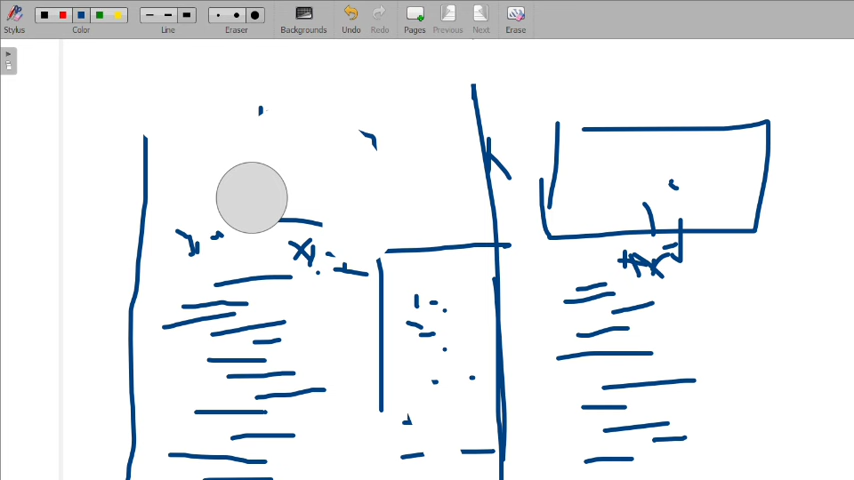 Stylus
Color
Line
Eraser
Backgrounds
Undo
Redo
Pages
Previous
Next
Erase